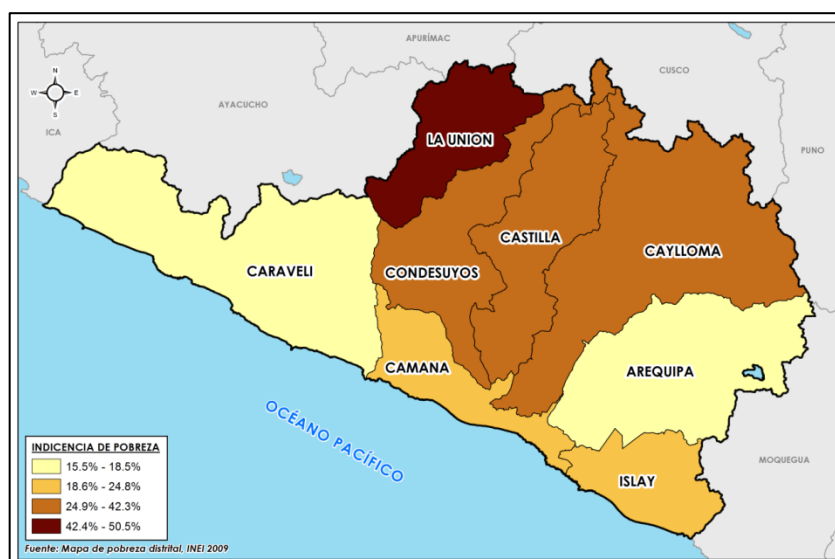 APURÍMAC
CUSCO
N
W E
S
AYACUCHO
ICA
LA UNION
PUNO
CASTILLA
CAYLLOMA
CARAVELI
CONDESUYOS
CAMANA
AREQUIPA
OCÉANO PACÍFICO
INDICENCIA DE POBREZA
15.5% - 18.5%
18.6% - 24.8%
24.9% - 42.3%
42.4% - 50.5%
MOQUEGUA
ISLAY
Fuente: Mapa de pobreza distrital, INEI 2009